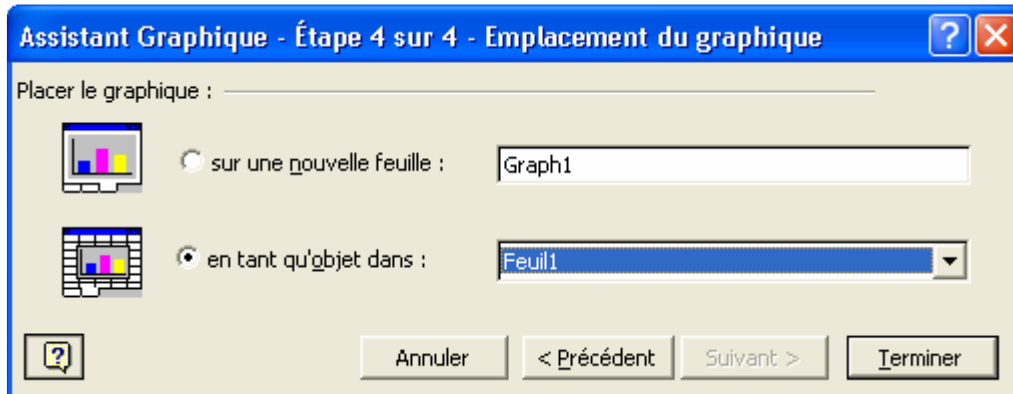 Assistant Graphique - Étape 4 sur 4 - Emplacement du graphique
Placer le graphique :
sur une nouvelle feuille : Graph1
en tant qu'objet dans : Feuil1
Annuler < Précédent Suivant > Terminer